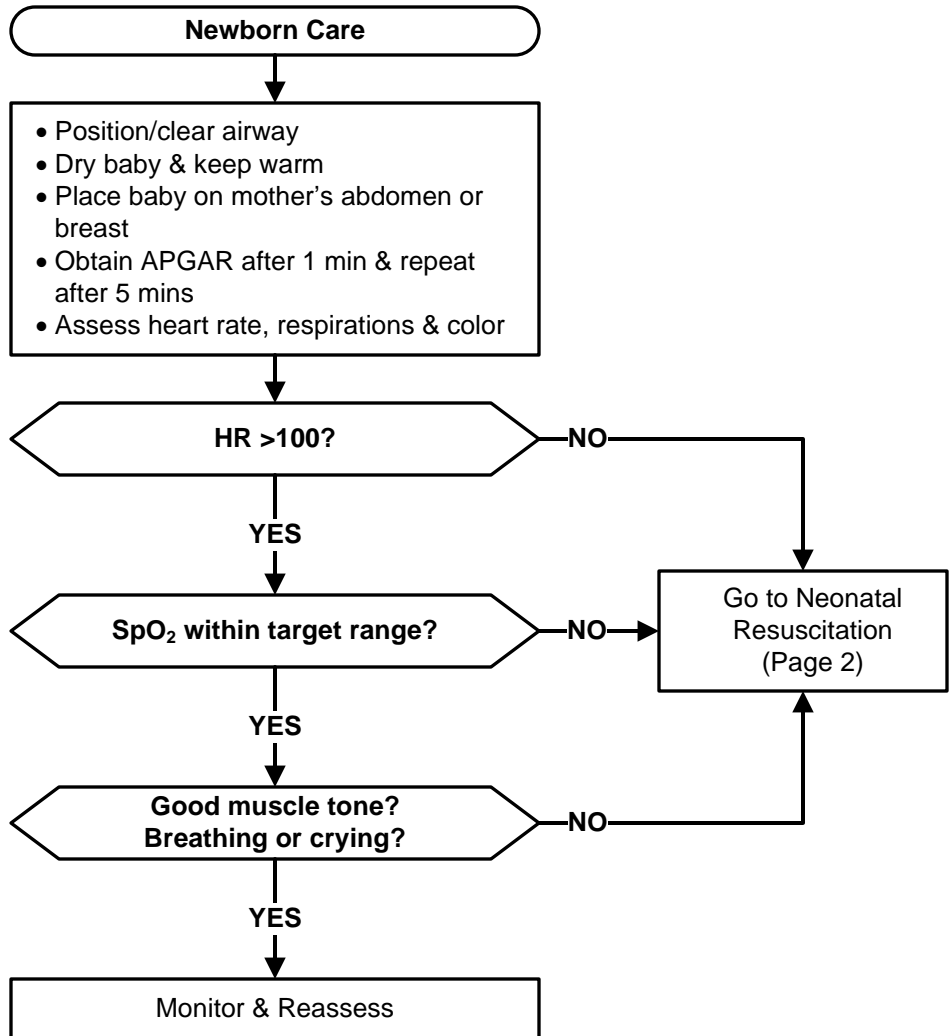 Newborn Care
• Position/clear airway
• Dry baby & keep warm
• Place baby on mother’s abdomen or
breast
• Obtain APGAR after 1 min & repeat
after 5 mins
• Assess heart rate, respirations & color
HR >100?
NO
YES
SpO₂ within target range?
NO
Go to Neonatal
Resuscitation
(Page 2)
YES
Good muscle tone?
Breathing or crying?
NO
YES
Monitor & Reassess